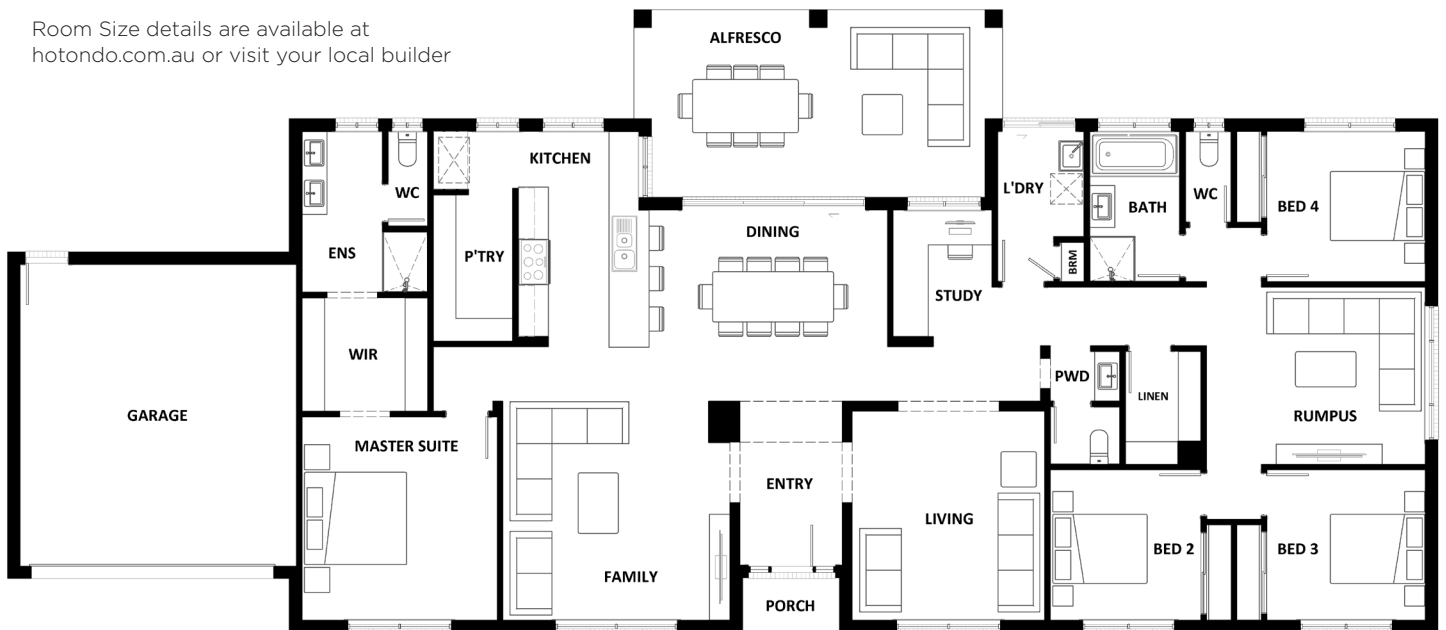 Room Size details are available at
hotondo.com.au or visit your local builder
ALFRESCO
KITCHEN
WC
L'DRY
BATH
WC
BED 4
ENS
P'TRY
DINING
BRM
STUDY
WIR
PWD
LINEN
RUMPUS
GARAGE
MASTER SUITE
ENTRY
LIVING
BED 2
BED 3
FAMILY
PORCH